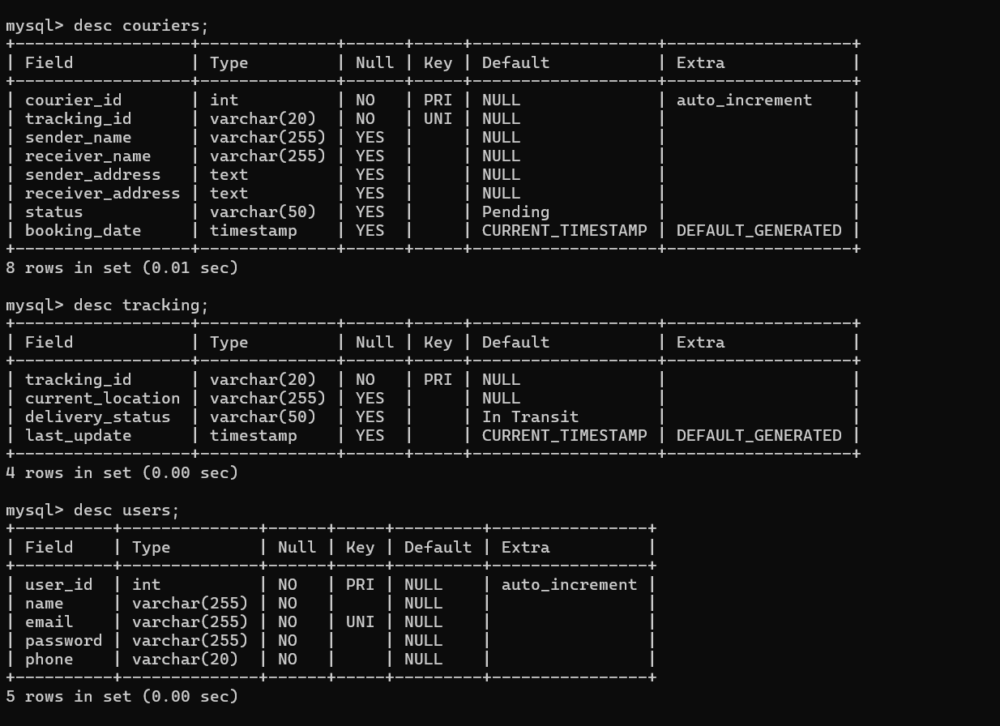 mysql> desc couriers;
+------------------+--------------+------+-----+-------------------+-------------------+
| Field            | Type         | Null | Key | Default           | Extra             |
+------------------+--------------+------+-----+-------------------+-------------------+
| courier_id       | int          | NO   | PRI | NULL              | auto_increment    |
| tracking_id      | varchar(20)  | NO   | UNI | NULL              |                   |
| sender_name      | varchar(255) | YES  |     | NULL              |                   |
| receiver_name    | varchar(255) | YES  |     | NULL              |                   |
| sender_address   | text         | YES  |     | NULL              |                   |
| receiver_address | text         | YES  |     | NULL              |                   |
| status           | varchar(50)  | YES  |     | Pending           |                   |
| booking_date     | timestamp    | YES  |     | CURRENT_TIMESTAMP | DEFAULT_GENERATED |
+------------------+--------------+------+-----+-------------------+-------------------+
8 rows in set (0.01 sec)

mysql> desc tracking;
+------------------+--------------+------+-----+-------------------+-------------------+
| Field            | Type         | Null | Key | Default           | Extra             |
+------------------+--------------+------+-----+-------------------+-------------------+
| tracking_id      | varchar(20)  | NO   | PRI | NULL              |                   |
| current_location | varchar(255) | YES  |     | NULL              |                   |
| delivery_status  | varchar(50)  | YES  |     | In Transit        |                   |
| last_update      | timestamp    | YES  |     | CURRENT_TIMESTAMP | DEFAULT_GENERATED |
+------------------+--------------+------+-----+-------------------+-------------------+
4 rows in set (0.00 sec)

mysql> desc users;
+----------+--------------+------+-----+---------+----------------+
| Field    | Type         | Null | Key | Default | Extra          |
+----------+--------------+------+-----+---------+----------------+
| user_id  | int          | NO   | PRI | NULL    | auto_increment |
| name     | varchar(255) | NO   |     | NULL    |                |
| email    | varchar(255) | NO   | UNI | NULL    |                |
| password | varchar(255) | NO   |     | NULL    |                |
| phone    | varchar(20)  | NO   |     | NULL    |                |
+----------+--------------+------+-----+---------+----------------+
5 rows in set (0.00 sec)